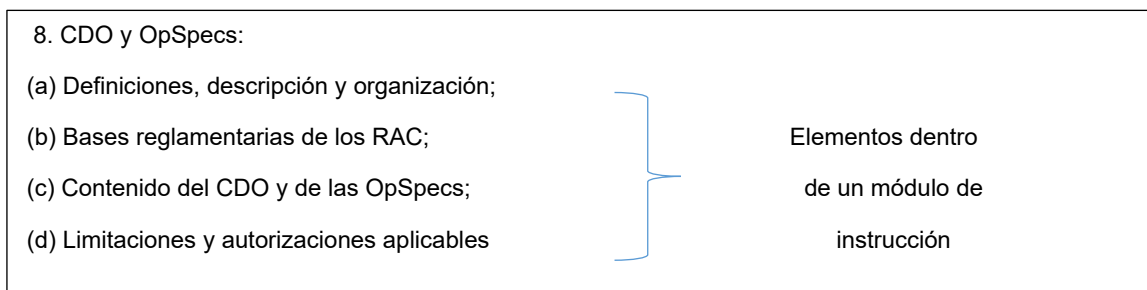 8. CDO y OpSpecs:
(a) Definiciones, descripción y organización;
(b) Bases reglamentarias de los RAC;
(c) Contenido del CDO y de las OpSpecs;
(d) Limitaciones y autorizaciones aplicables
Elementos dentro
de un módulo de
instrucción